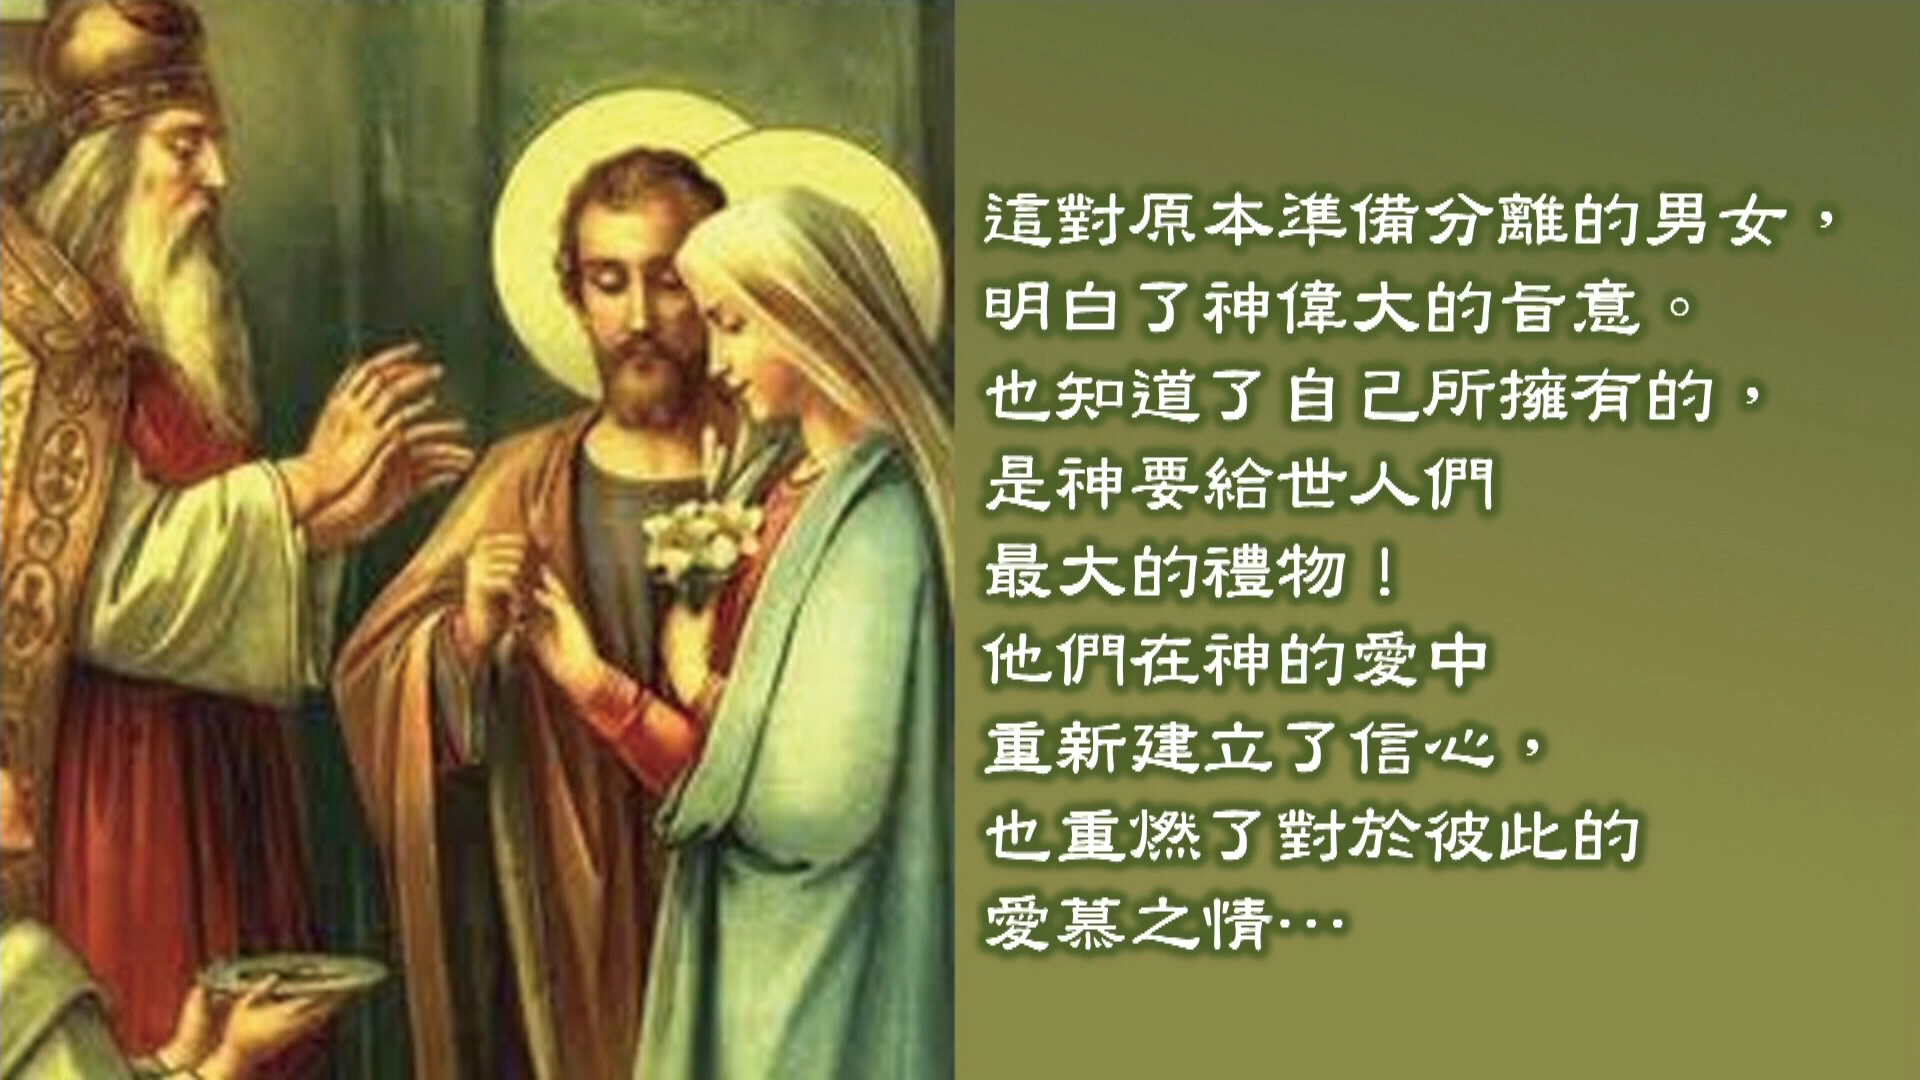 這對原本準備分離的男女，
明白了神偉大的旨意。
也知道了自己所擁有的，
是神要給世人們
最大的禮物！
他們在神的愛中
重新建立了信心，
也重燃了對於彼此的
愛慕之情…